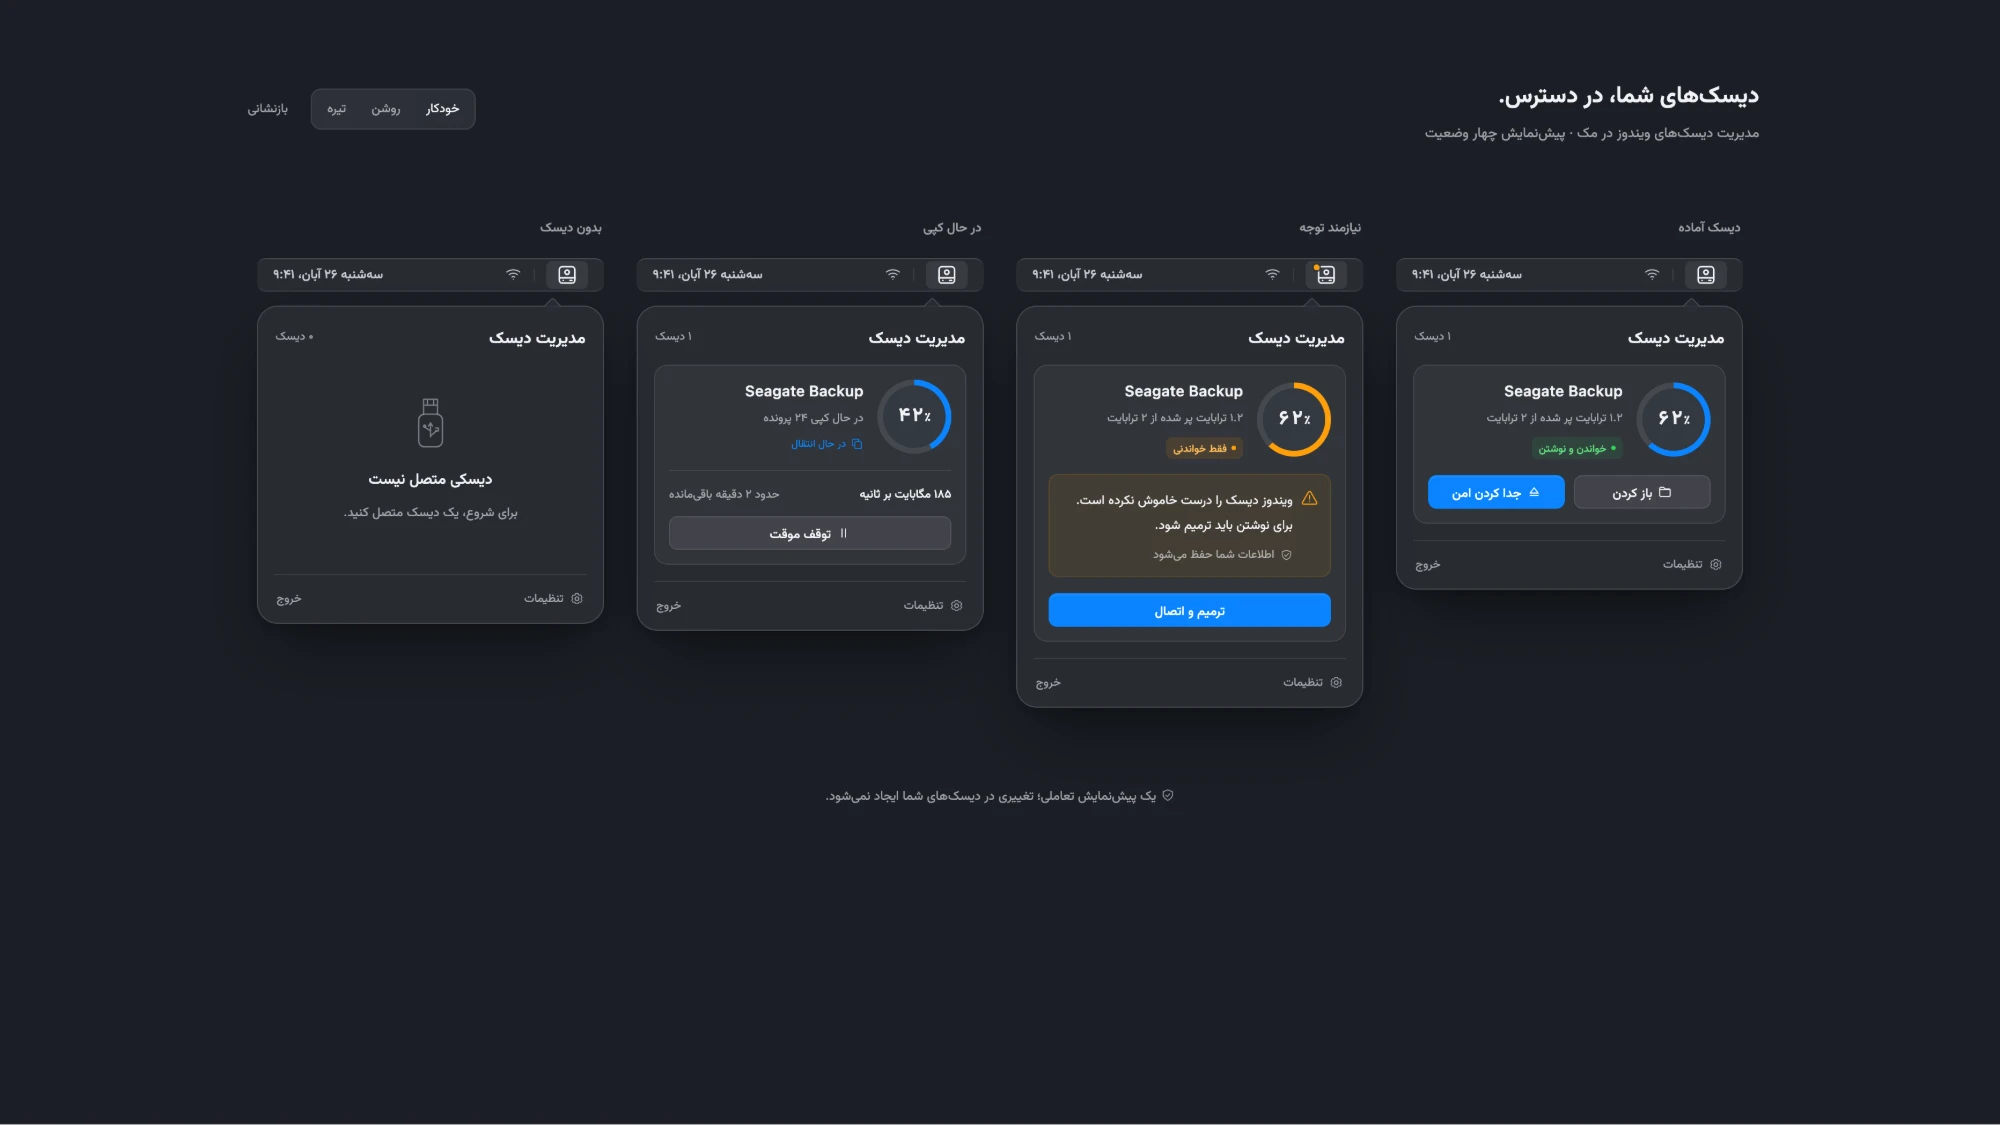 دیسک‌های شما، در دسترس.
مدیریت دیسک‌های ویندوز در مک · پیش‌نمایش چهار وضعیت
خودکار
روشن
تیره
بازنشانی
دیسک آماده
سه‌شنبه ۲۶ آبان، ۹:۴۱
مدیریت دیسک
۱ دیسک
Seagate Backup
۶۲٪
۱.۲ ترابایت پر شده از ۲ ترابایت
خواندن و نوشتن
باز کردن
جدا کردن امن
تنظیمات
خروج
نیازمند توجه
سه‌شنبه ۲۶ آبان، ۹:۴۱
مدیریت دیسک
۱ دیسک
Seagate Backup
۶۲٪
۱.۲ ترابایت پر شده از ۲ ترابایت
فقط خواندنی
ویندوز دیسک را درست خاموش نکرده است.
برای نوشتن باید ترمیم شود.
اطلاعات شما حفظ می‌شود
ترمیم و اتصال
تنظیمات
خروج
در حال کپی
سه‌شنبه ۲۶ آبان، ۹:۴۱
مدیریت دیسک
۱ دیسک
Seagate Backup
۴۲٪
در حال کپی ۲۴ پرونده
در حال انتقال
۱۸۵ مگابایت بر ثانیه
حدود ۲ دقیقه باقی‌مانده
توقف موقت
تنظیمات
خروج
بدون دیسک
سه‌شنبه ۲۶ آبان، ۹:۴۱
مدیریت دیسک
۰ دیسک
دیسکی متصل نیست
برای شروع، یک دیسک متصل کنید.
تنظیمات
خروج
یک پیش‌نمایش تعاملی؛ تغییری در دیسک‌های شما ایجاد نمی‌شود.